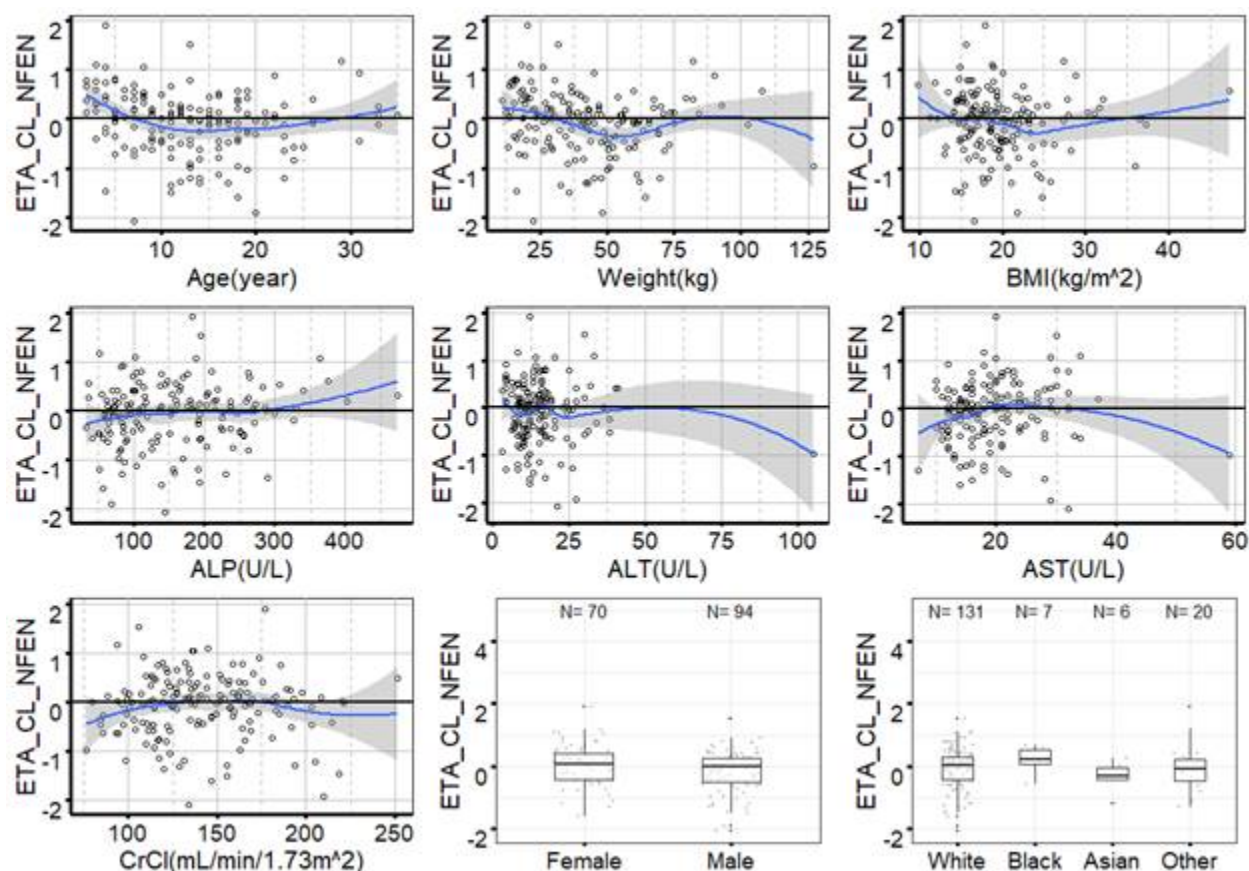 ETA_CL_NFEN
2
1
0
-1
-2
10 20 30
Age(year)
ETA_CL_NFEN
2
1
0
-1
-2
25 50 75 100 125
Weight(kg)
ETA_CL_NFEN
2
1
0
-1
-2
10 20 30 40
BMI(kg/m^2)
ETA_CL_NFEN
2
1
0
-1
-2
100 200 300 400
ALP(U/L)
ETA_CL_NFEN
2
1
0
-1
-2
0 25 50 75 100
ALT(U/L)
ETA_CL_NFEN
2
1
0
-1
-2
20 40 60
AST(U/L)
ETA_CL_NFEN
2
1
0
-1
-2
100 150 200 250
CrCl(mL/min/1.73m^2)
ETA_CL_NFEN
N= 70 N= 94
4
2
0
-2
Female Male
ETA_CL_NFEN
N= 131 N= 7 N= 6 N= 20
4
2
0
-2
White Black Asian Other